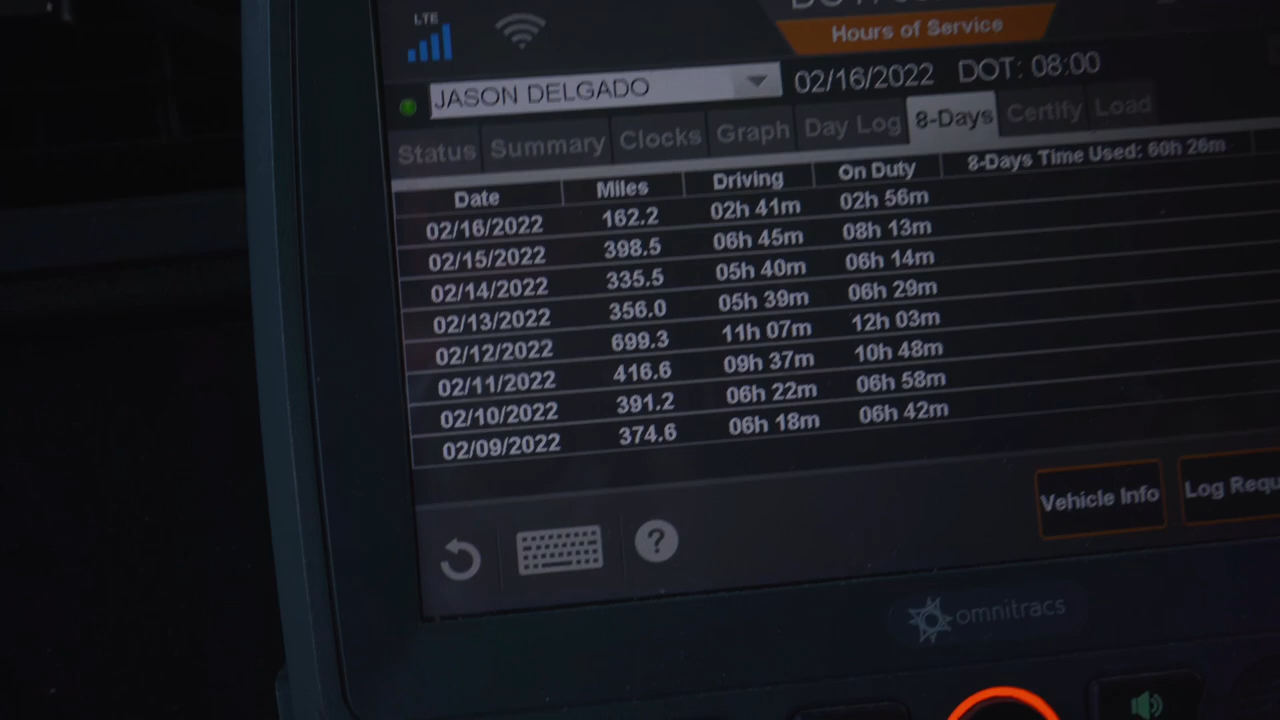 LTE
Hours of Service
JASON DELGADO 02/16/2022 DOT: 08:00
Status Summary Clocks Graph Day Log 8-Days Certify Load
Date Miles Driving On Duty 8-Days Time Used: 60h 26m
02/16/2022 162.2 02h 41m 02h 56m
02/15/2022 398.5 06h 45m 08h 13m
02/14/2022 335.5 05h 40m 06h 14m
02/13/2022 356.0 05h 39m 06h 29m
02/12/2022 699.3 11h 07m 12h 03m
02/11/2022 416.6 09h 37m 10h 48m
02/10/2022 391.2 06h 22m 06h 58m
02/09/2022 374.6 06h 18m 06h 42m
Vehicle Info Log Requ
?
omnitracs